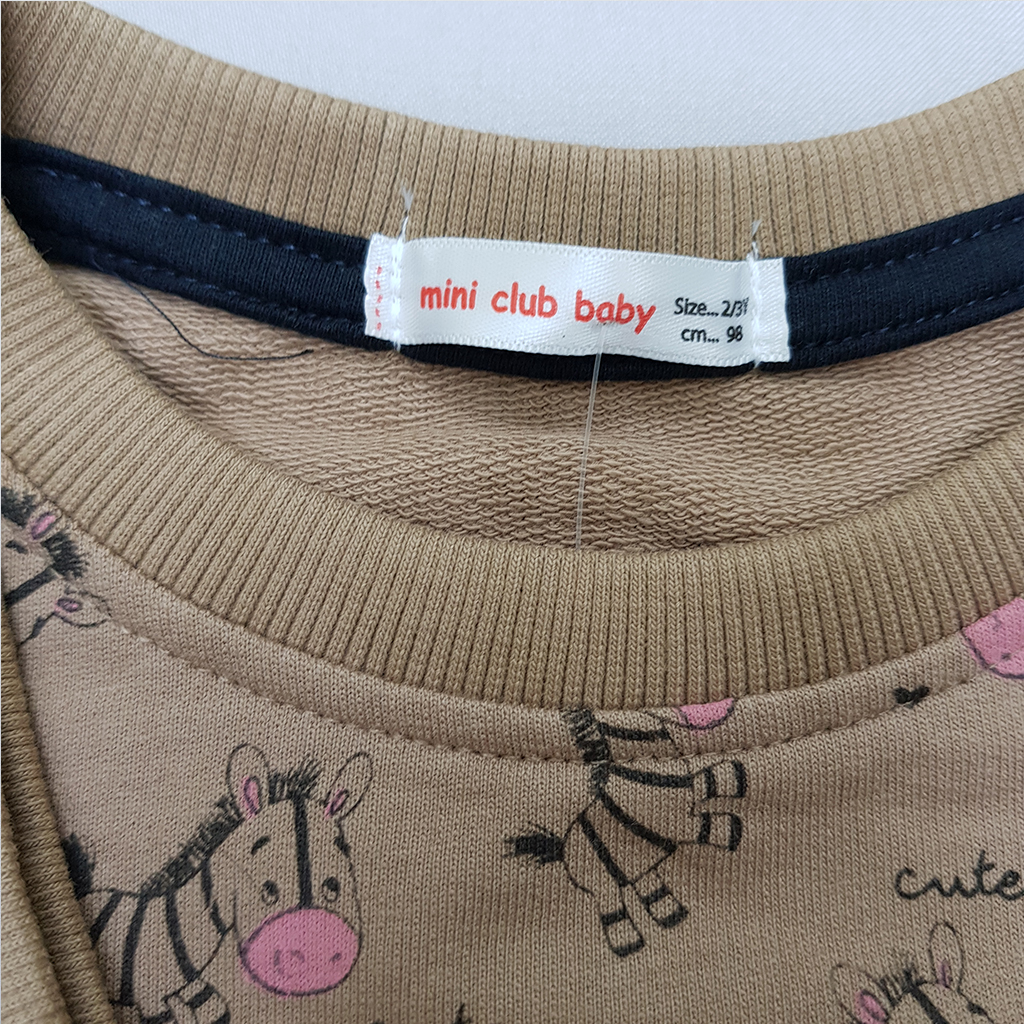 mini club baby
Size... 2/3Y
cm... 98
cute